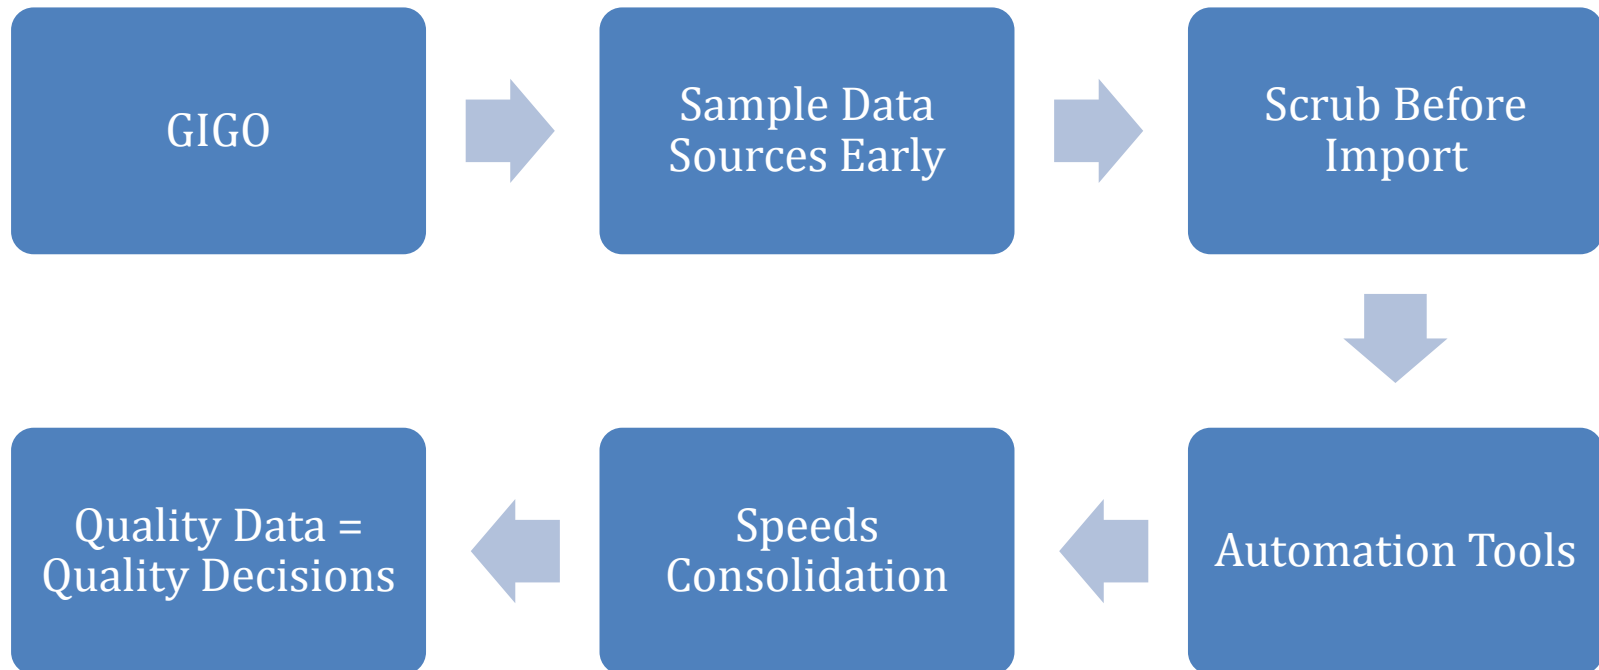 GIGO
Sample Data
Sources Early
Scrub Before
Import
Automation Tools
Speeds
Consolidation
Quality Data =
Quality Decisions